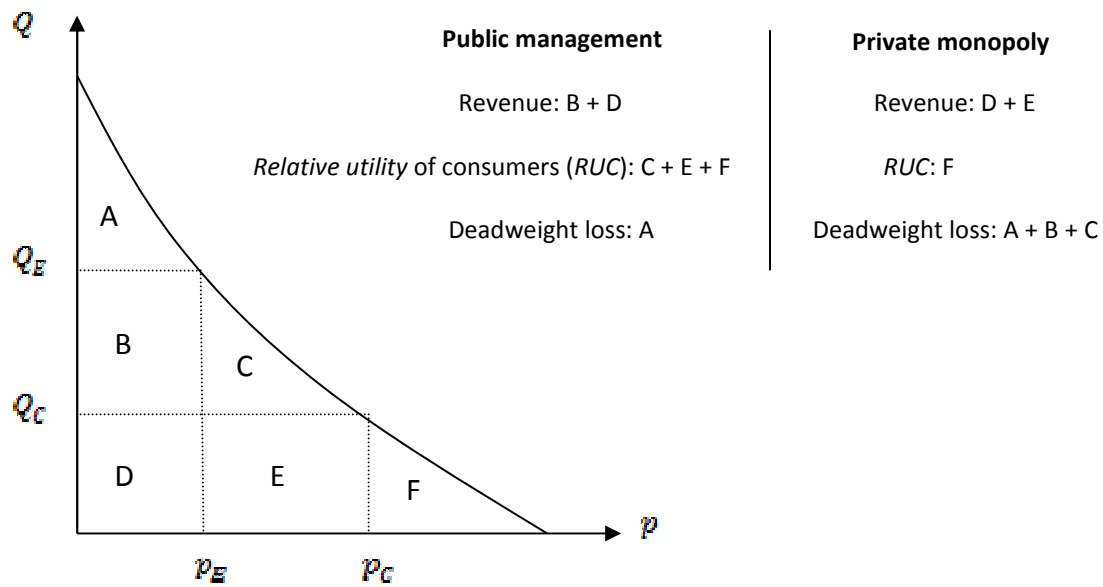 Q
Public management
Private monopoly
Revenue: B + D
Revenue: D + E
Relative utility of consumers (RUC): C + E + F
RUC: F
A
Deadweight loss: A
Deadweight loss: A + B + C
Q_E
B
C
Q_C
D
E
F
p
p_E
p_C